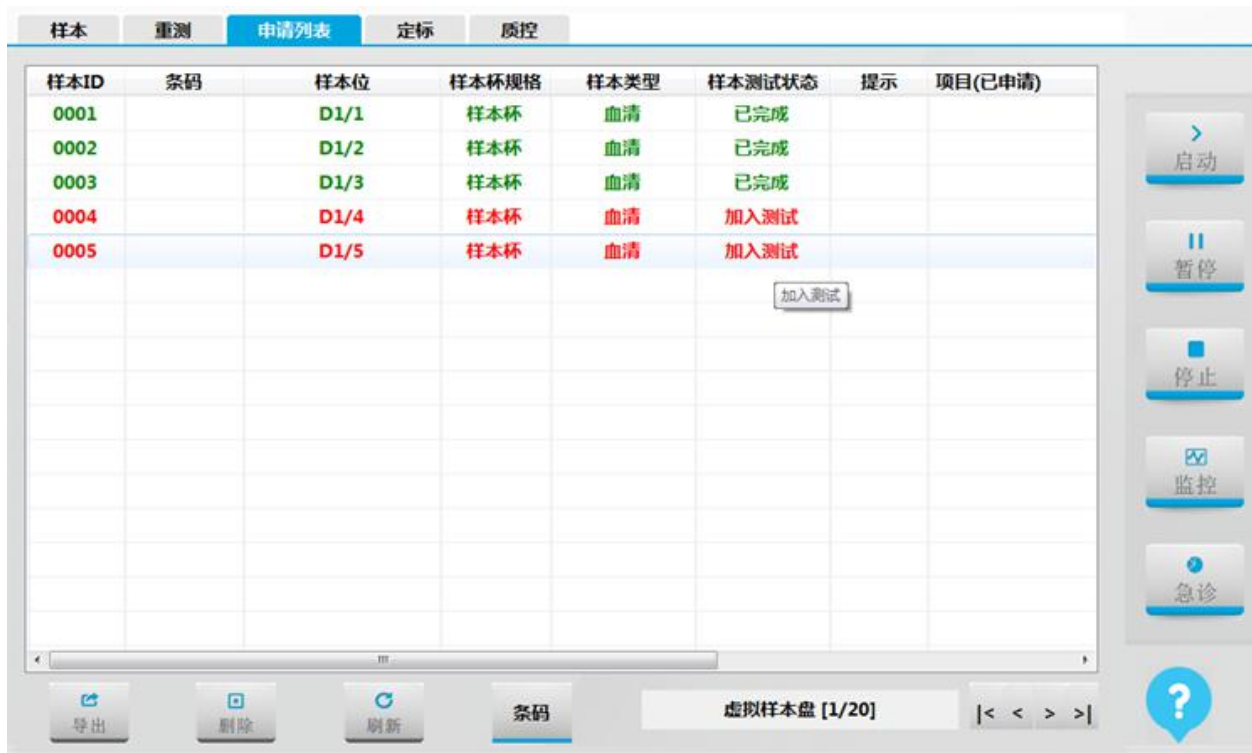 样本 重测 申请列表 定标 质控
样本ID 条码 样本位 样本杯规格 样本类型 样本测试状态 提示 项目(已申请)
0001 D1/1 样本杯 血清 已完成
0002 D1/2 样本杯 血清 已完成
0003 D1/3 样本杯 血清 已完成
0004 D1/4 样本杯 血清 加入测试
0005 D1/5 样本杯 血清 加入测试
加入测试
启动
暂停
停止
监控
急诊
导出 删除 刷新 条码 虚拟样本盘 [1/20] |< < > >|
?